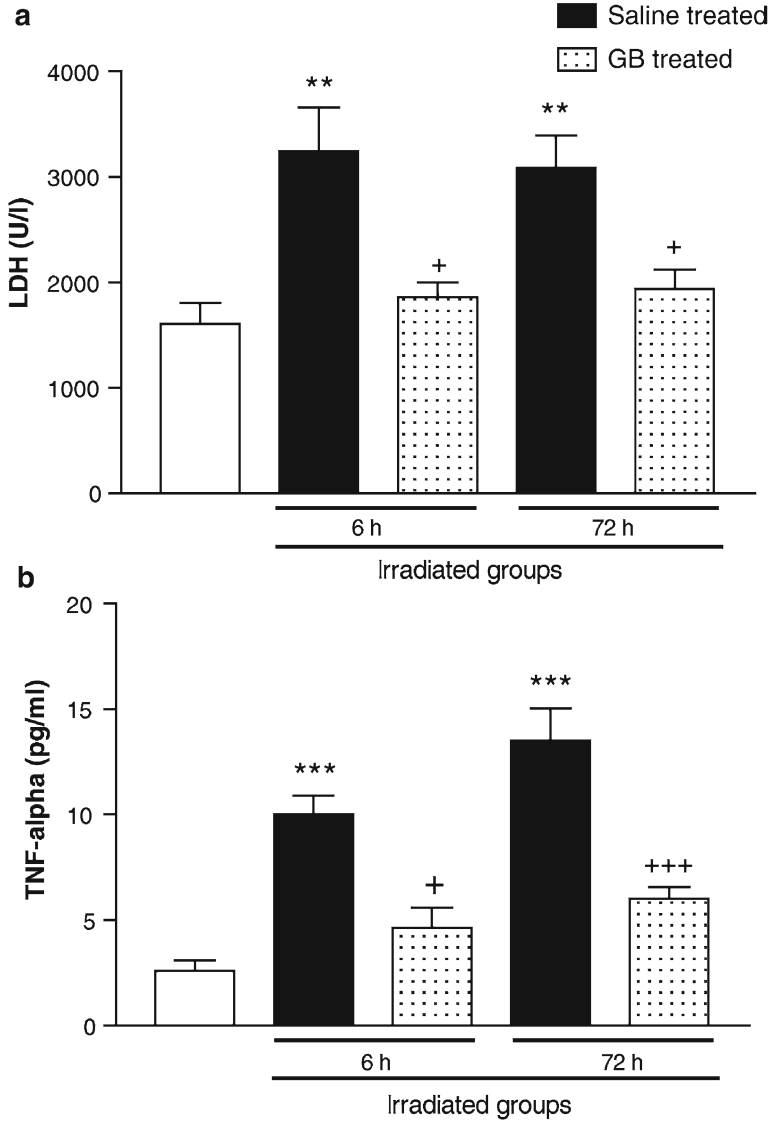 a
Saline treated
GB treated
LDH (U/l)
4000
3000
2000
1000
0
**
+
**
+
6 h
72 h
Irradiated groups
b
TNF-alpha (pg/ml)
20
15
10
5
0
***
+
***
+++
6 h
72 h
Irradiated groups